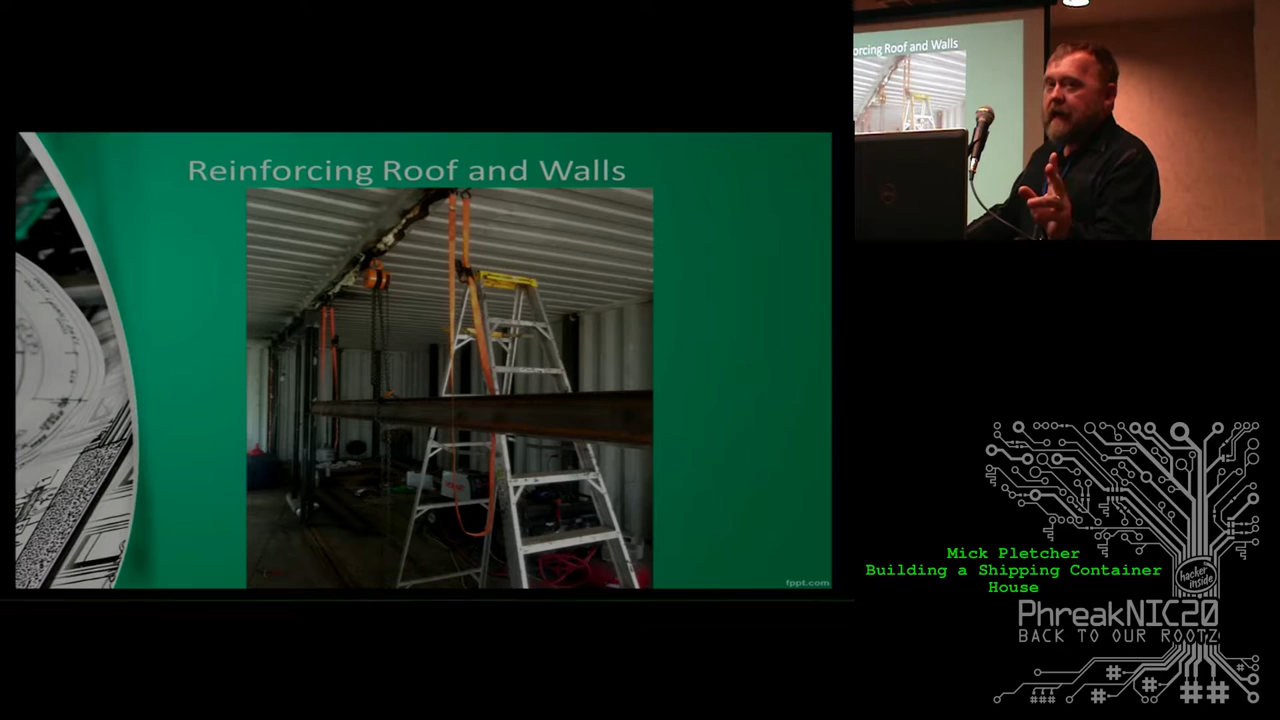 Reinforcing Roof and Walls
fppt.com
orcing Roof and Walls
Mick Pletcher
Building a Shipping Container
House
hacker
inside
PhreakNIC20
BACK TO OUR ROOTZ